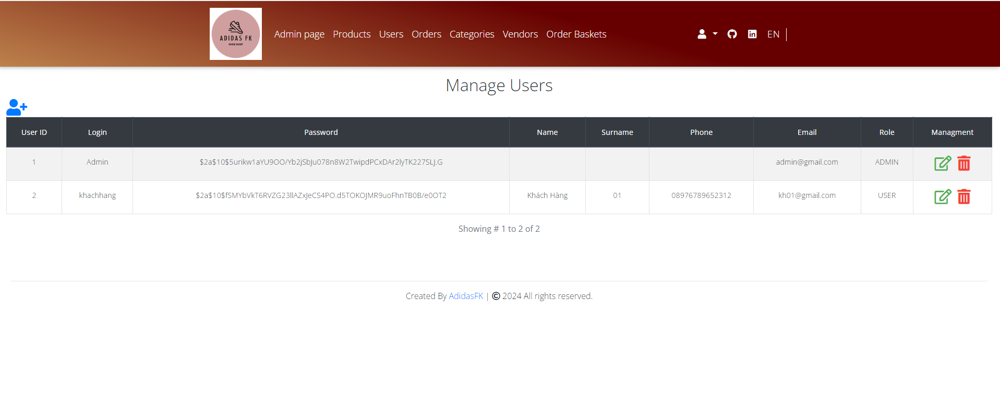 ADIDAS FK
SHOE SHOP
Admin page Products Users Orders Categories Vendors Order Baskets EN
Manage Users
User ID Login Password Name Surname Phone Email Role Managment
1 Admin $2a$10$5urikw1aYU9OO/Yb2jSbJu078n8W2TwipdPCxDAr2lyTK227SLJ.G admin@gmail.com ADMIN
2 khachhang $2a$10$fSMYbVkT6RVZG23llAZxJeCS4PO.d5TOKOJMR9uoFhnTB0B/e0OT2 Khách Hàng 01 08976789652312 kh01@gmail.com USER
Showing # 1 to 2 of 2
Created By AdidasFK | © 2024 All rights reserved.